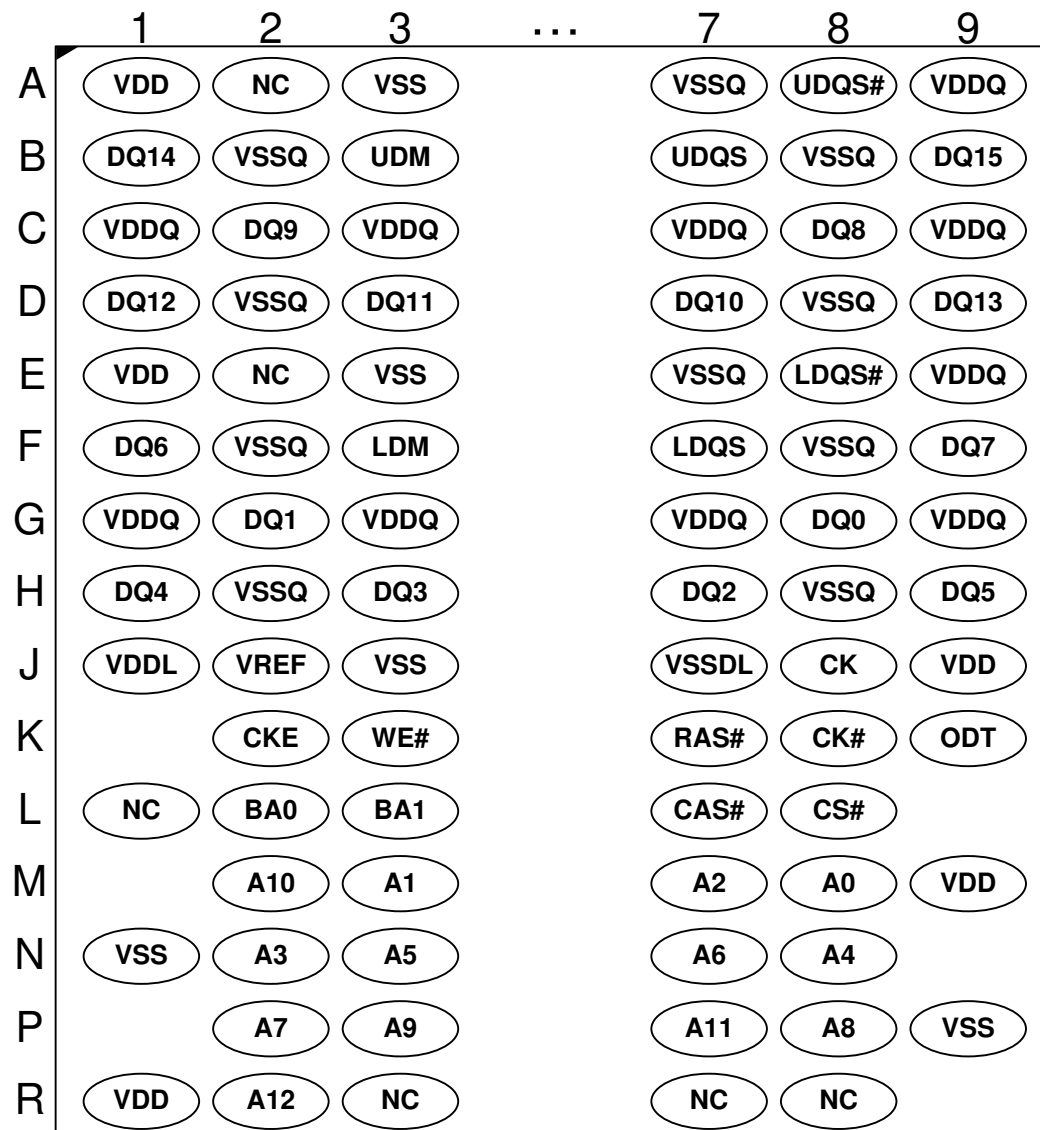 1 2 3 ... 7 8 9
A VDD NC VSS VSSQ UDQS# VDDQ
B DQ14 VSSQ UDM UDQS VSSQ DQ15
C VDDQ DQ9 VDDQ VDDQ DQ8 VDDQ
D DQ12 VSSQ DQ11 DQ10 VSSQ DQ13
E VDD NC VSS VSSQ LDQS# VDDQ
F DQ6 VSSQ LDM LDQS VSSQ DQ7
G VDDQ DQ1 VDDQ VDDQ DQ0 VDDQ
H DQ4 VSSQ DQ3 DQ2 VSSQ DQ5
J VDDL VREF VSS VSSDL CK VDD
K CKE WE# RAS# CK# ODT
L NC BA0 BA1 CAS# CS#
M A10 A1 A2 A0 VDD
N VSS A3 A5 A6 A4
P A7 A9 A11 A8 VSS
R VDD A12 NC NC NC